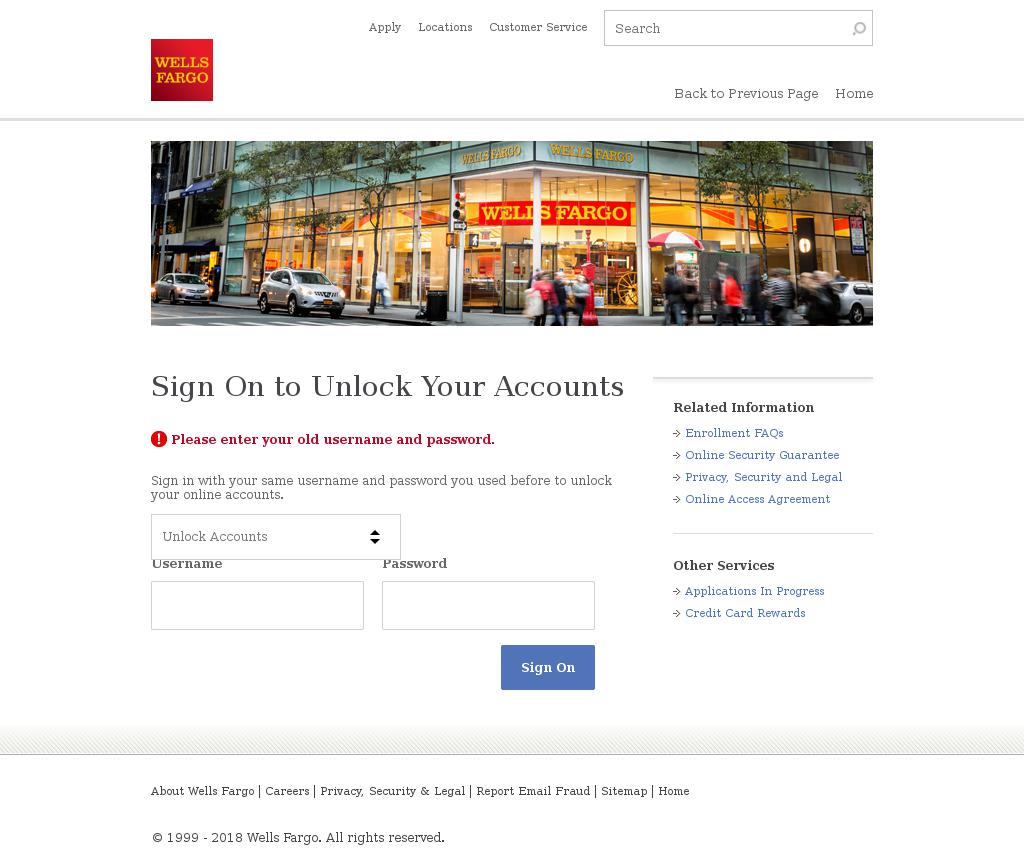 Apply Locations Customer Service Search
WELLS
FARGO
Back to Previous Page Home
WELLS FARGO WELLS FARGO
WELLS FARGO
Sign On to Unlock Your Accounts
Please enter your old username and password.
Sign in with your same username and password you used before to unlock
your online accounts.
Unlock Accounts
Username Password
Sign On
Related Information
Enrollment FAQs
Online Security Guarantee
Privacy, Security and Legal
Online Access Agreement
Other Services
Applications In Progress
Credit Card Rewards
About Wells Fargo | Careers | Privacy, Security & Legal | Report Email Fraud | Sitemap | Home
© 1999 - 2018 Wells Fargo. All rights reserved.